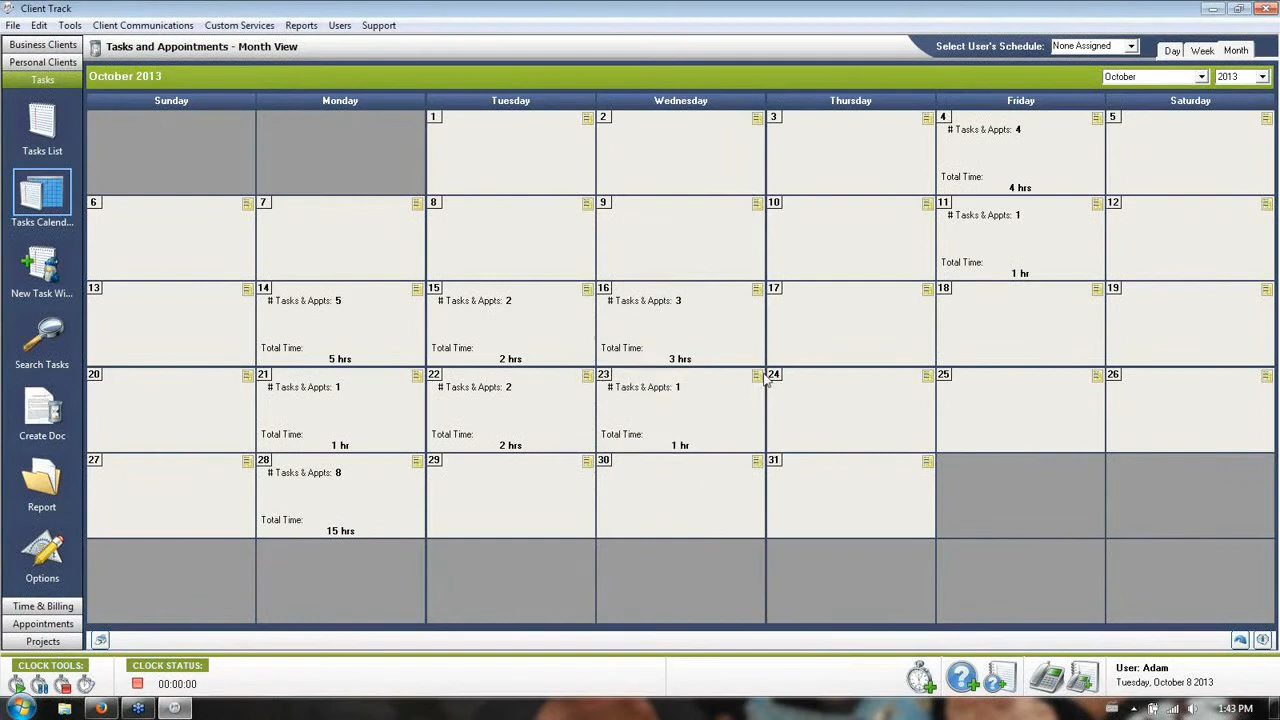 Client Track
File Edit Tools Client Communications Custom Services Reports Users Support
Business Clients
Personal Clients
Tasks
Tasks and Appointments - Month View
Select User's Schedule: None Assigned
Day Week Month
October 2013
October 2013
Sunday Monday Tuesday Wednesday Thursday Friday Saturday
1 2 3 4 5
# Tasks & Appts: 4
Total Time:
4 hrs
6 7 8 9 10 11 12
# Tasks & Appts: 1
Total Time:
1 hr
13 14 15 16 17 18 19
# Tasks & Appts: 5 # Tasks & Appts: 2 # Tasks & Appts: 3
Total Time: Total Time: Total Time:
5 hrs 2 hrs 3 hrs
20 21 22 23 24 25 26
# Tasks & Appts: 1 # Tasks & Appts: 2 # Tasks & Appts: 1
Total Time: Total Time: Total Time:
1 hr 2 hrs 1 hr
27 28 29 30 31
# Tasks & Appts: 8
Total Time:
15 hrs
Tasks List
Tasks Calend...
New Task Wi...
Search Tasks
Create Doc
Report
Options
Time & Billing
Appointments
Projects
CLOCK TOOLS:
CLOCK STATUS:
00:00:00
User: Adam
Tuesday, October 8 2013
1:43 PM